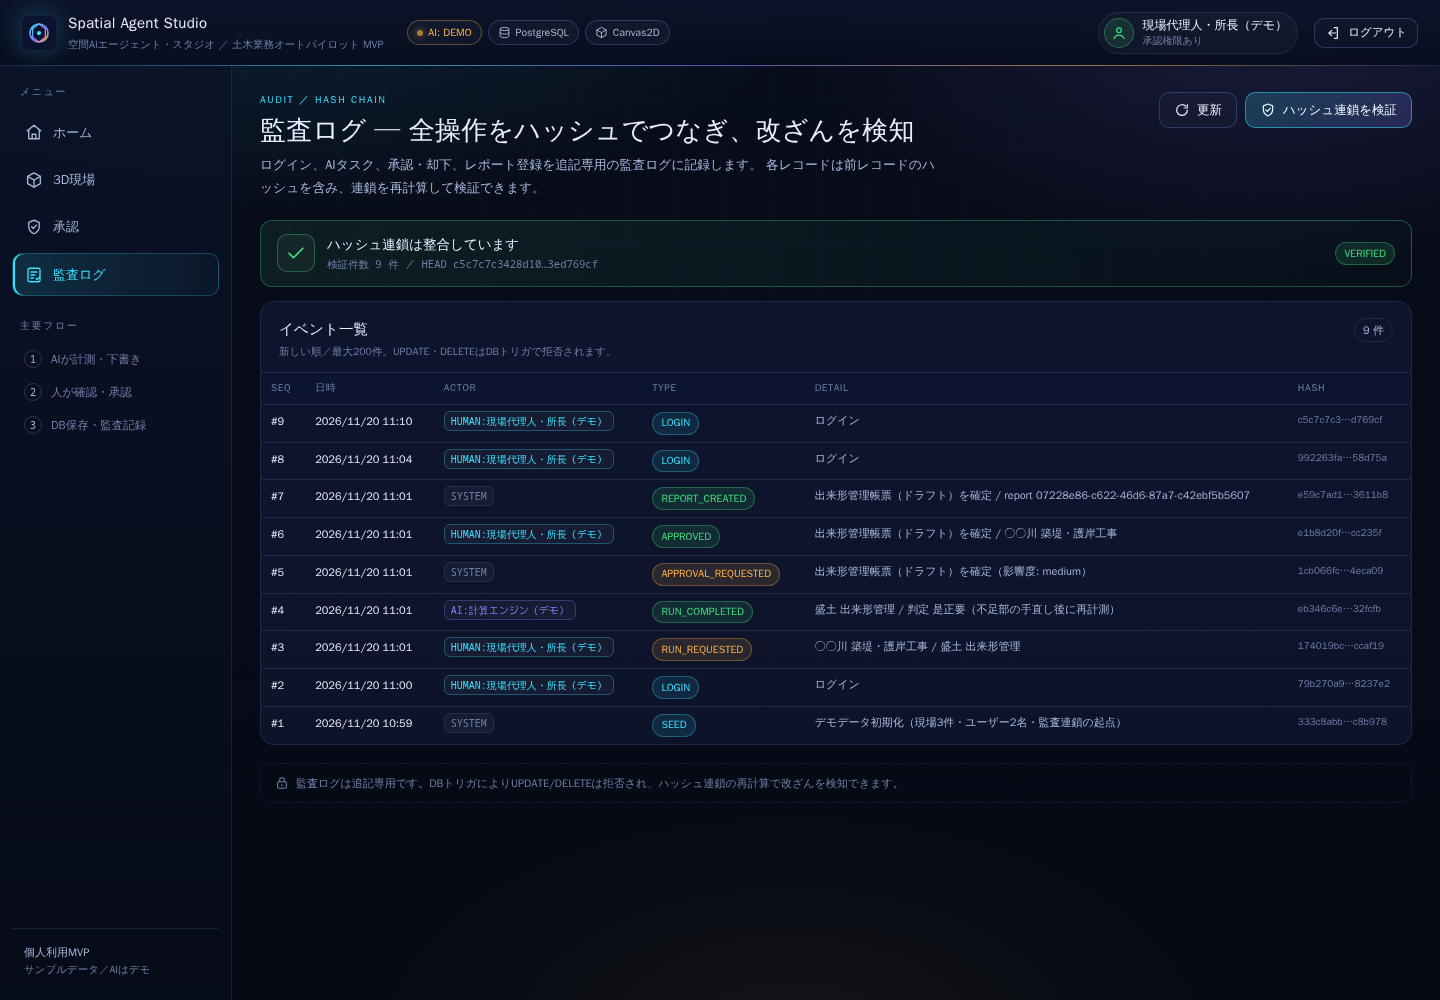 Spatial Agent Studio
空間AIエージェント・スタジオ ／ 土木業務オートパイロット MVP
AI: DEMO
PostgreSQL
Canvas2D
現場代理人・所長（デモ）
承認権限あり
ログアウト
メニュー
ホーム
3D現場
承認
監査ログ
主要フロー
1 AIが計測・下書き
2 人が確認・承認
3 DB保存・監査記録
個人利用MVP
サンプルデータ／AIはデモ
AUDIT ／ HASH CHAIN
監査ログ — 全操作をハッシュでつなぎ、改ざんを検知
ログイン、AIタスク、承認・却下、レポート登録を追記専用の監査ログに記録します。 各レコードは前レコードのハ
ッシュを含み、連鎖を再計算して検証できます。
更新
ハッシュ連鎖を検証
ハッシュ連鎖は整合しています
検証件数 9 件 ／ HEAD c5c7c7c3428d10…3ed769cf
VERIFIED
イベント一覧
新しい順／最大200件。UPDATE・DELETEはDBトリガで拒否されます。
9 件
SEQ 日時 ACTOR TYPE DETAIL HASH
#9 2026/11/20 11:10 HUMAN:現場代理人・所長（デモ） LOGIN ログイン c5c7c7c3…d769cf
#8 2026/11/20 11:04 HUMAN:現場代理人・所長（デモ） LOGIN ログイン 992263fa…58d75a
#7 2026/11/20 11:01 SYSTEM REPORT_CREATED 出来形管理帳票（ドラフト）を確定 / report 07228e86-c622-46d6-87a7-c42ebf5b5607 e59c7ad1…3611b8
#6 2026/11/20 11:01 HUMAN:現場代理人・所長（デモ） APPROVED 出来形管理帳票（ドラフト）を確定 / 〇〇川 築堤・護岸工事 e1b8d20f…cc235f
#5 2026/11/20 11:01 SYSTEM APPROVAL_REQUESTED 出来形管理帳票（ドラフト）を確定（影響度: medium） 1cb066fc…4eca09
#4 2026/11/20 11:01 AI:計算エンジン（デモ） RUN_COMPLETED 盛土 出来形管理 / 判定 是正要（不足部の手直し後に再計測） eb346c6e…32fcfb
#3 2026/11/20 11:01 HUMAN:現場代理人・所長（デモ） RUN_REQUESTED 〇〇川 築堤・護岸工事 / 盛土 出来形管理 174019bc…ccaf19
#2 2026/11/20 11:00 HUMAN:現場代理人・所長（デモ） LOGIN ログイン 79b270a9…8237e2
#1 2026/11/20 10:59 SYSTEM SEED デモデータ初期化（現場3件・ユーザー2名・監査連鎖の起点） 333c8abb…c8b978
監査ログは追記専用です。DBトリガによりUPDATE/DELETEは拒否され、ハッシュ連鎖の再計算で改ざんを検知できます。